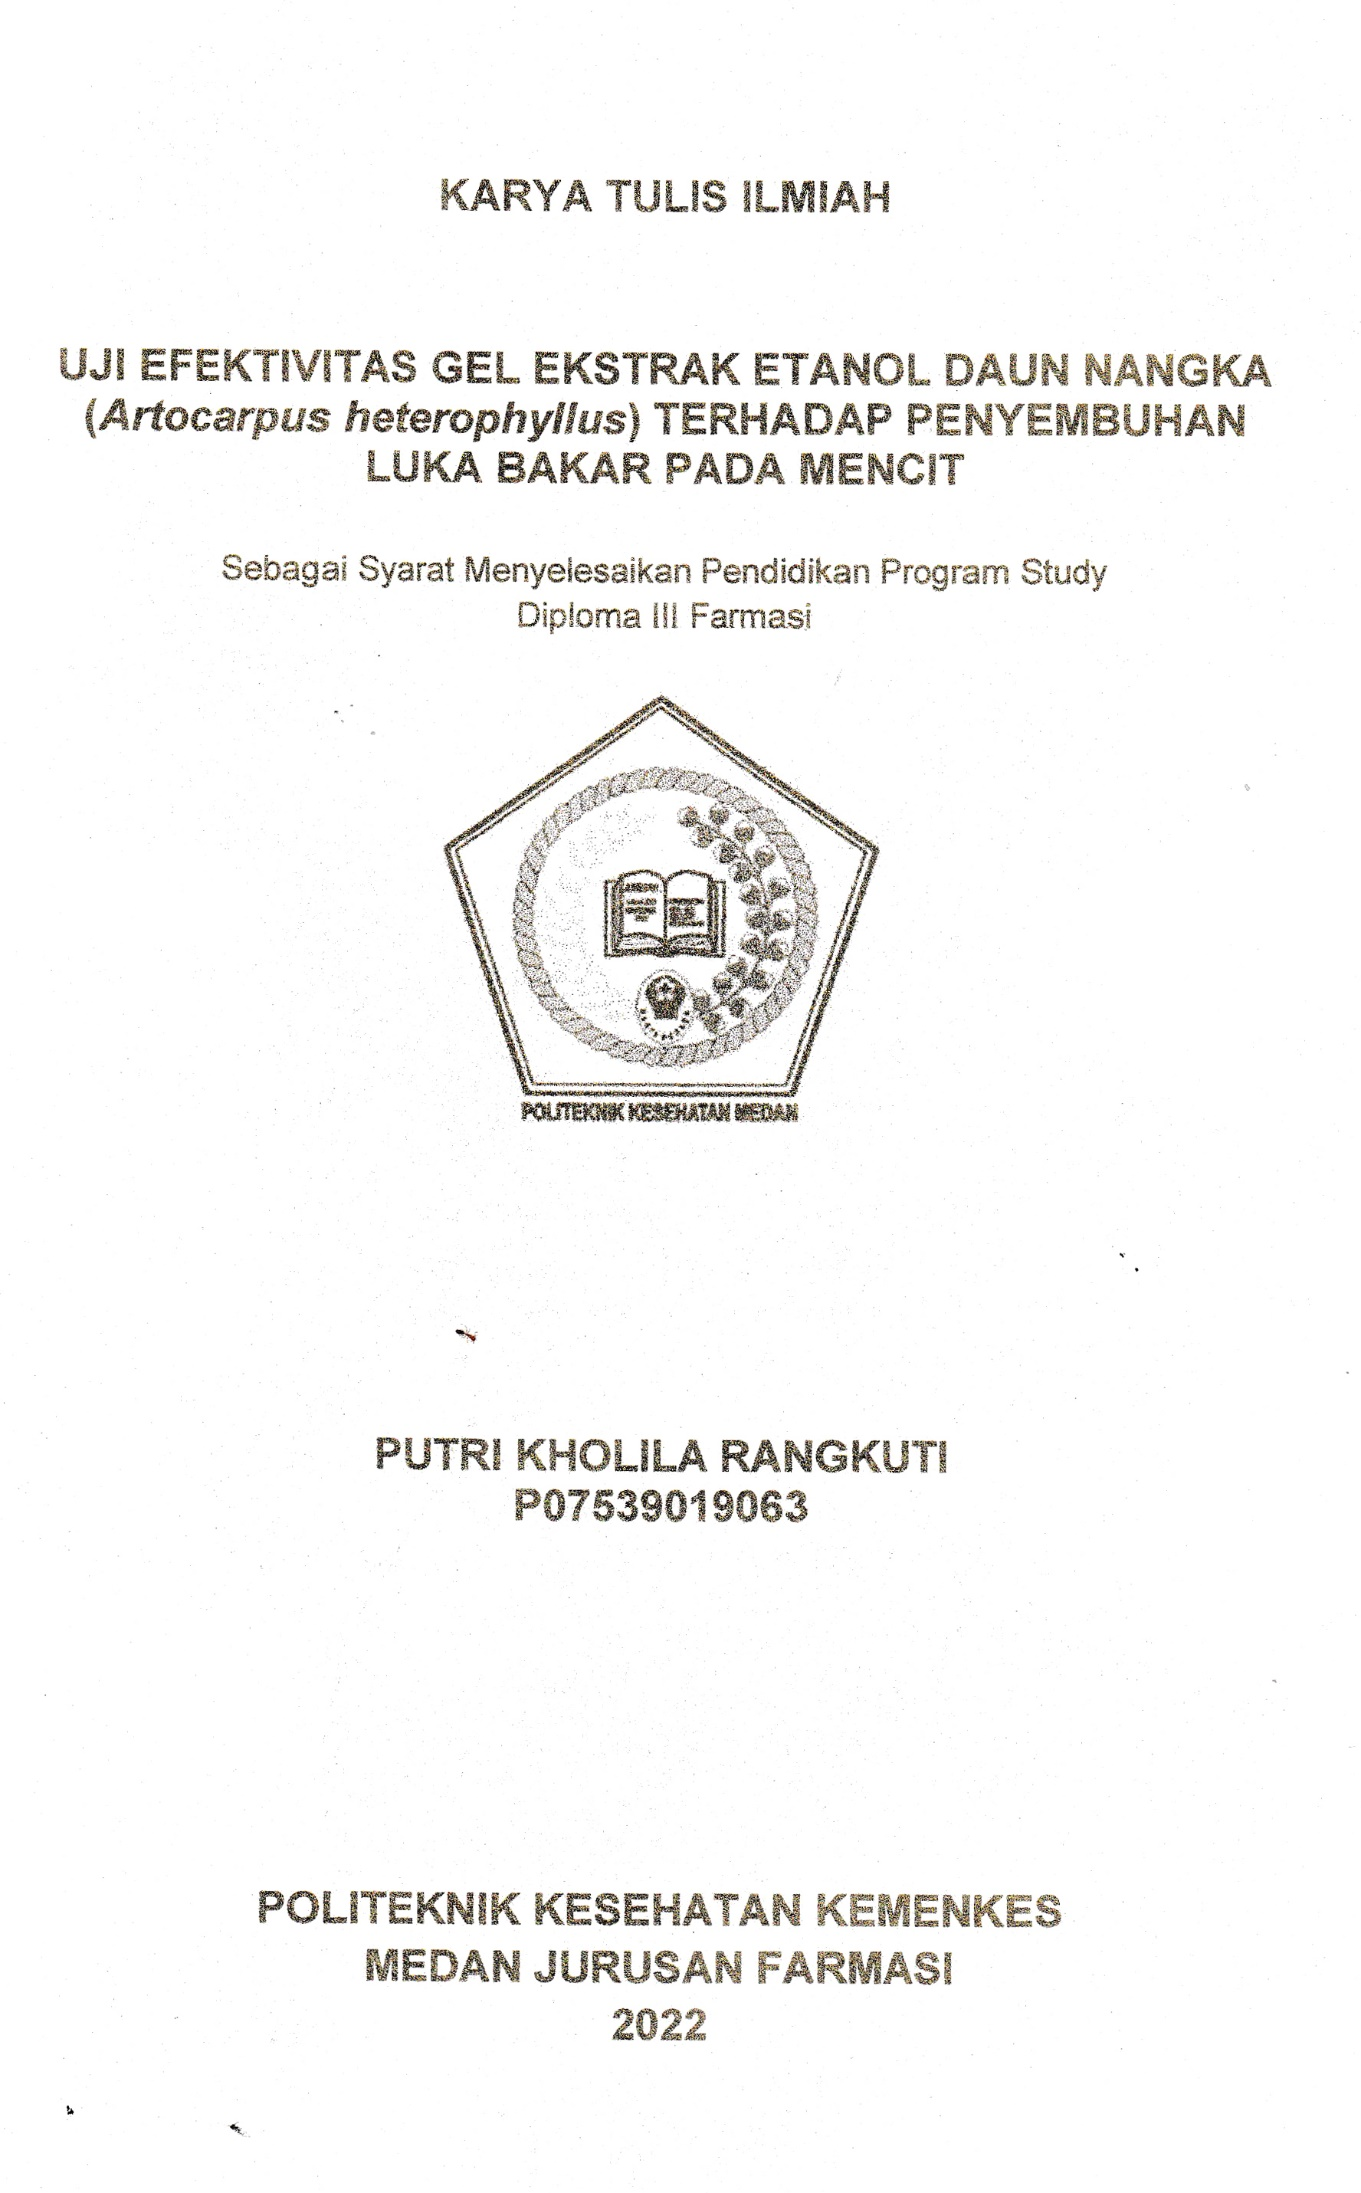 KARYA TULIS ILMIAH
UJI EFEKTIVITAS GEL EKSTRAK ETANOL DAUN NANGKA
(Artocarpus heterophyllus) TERHADAP PENYEMBUHAN
LUKA BAKAR PADA MENCIT
Sebagai Syarat Menyelesaikan Pendidikan Program Study
Diploma III Farmasi
POLITEKNIK KESEHATAN MEDAN
PUTRI KHOLILA RANGKUTI
P07539019063
POLITEKNIK KESEHATAN KEMENKES
MEDAN JURUSAN FARMASI
2022